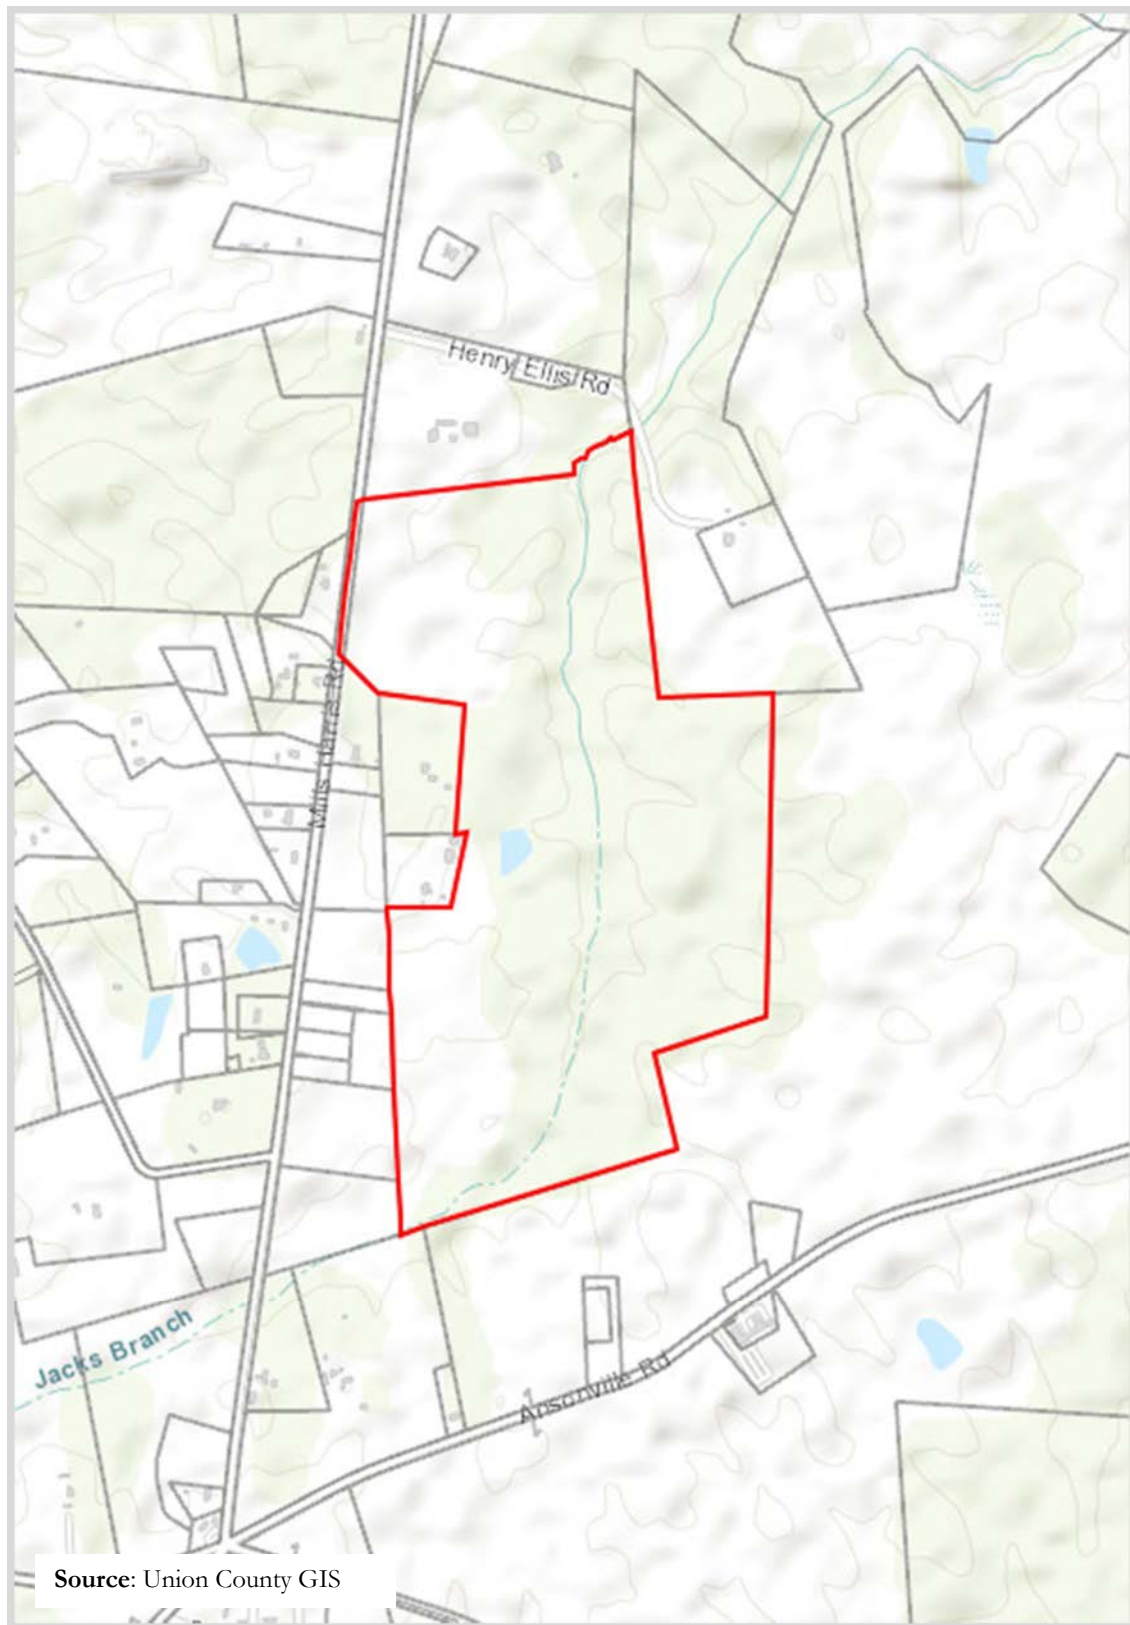 Henry Ellis Rd
Mills Harris Rd
Jacks Branch
Ansonville Rd
Source: Union County GIS